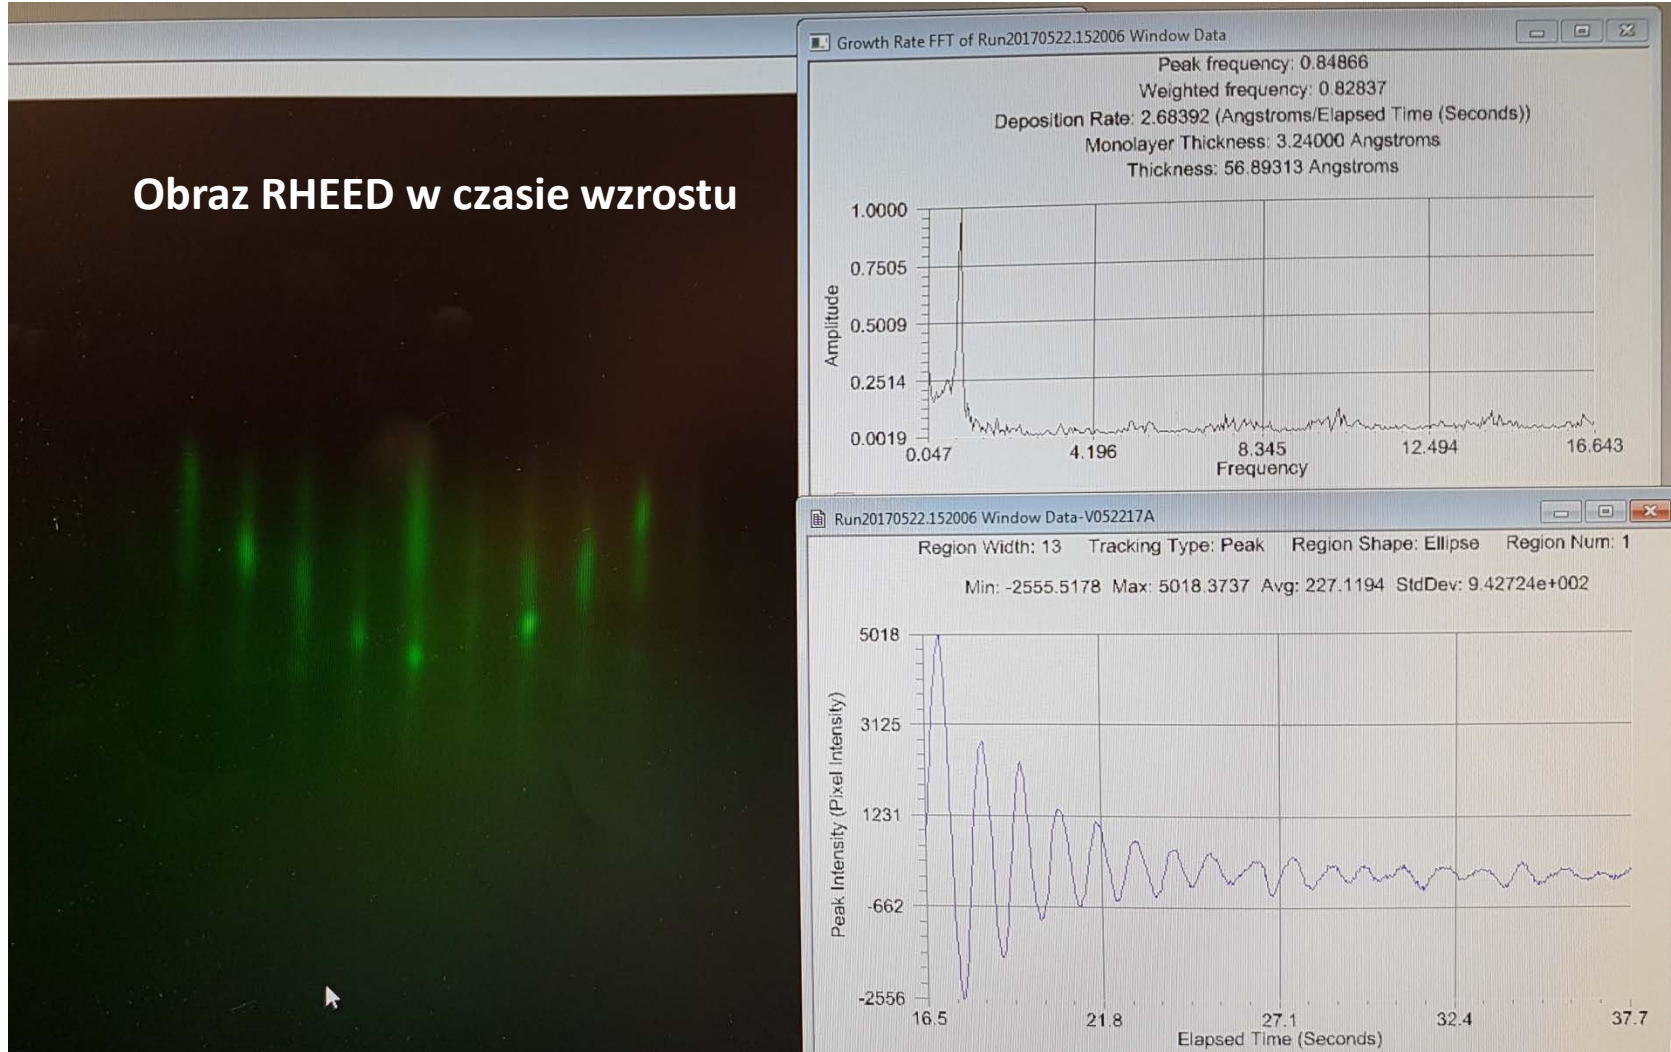 Obraz RHEED w czasie wzrostu
Growth Rate FFT of Run20170522.152006 Window Data
Peak frequency: 0.84866
Weighted frequency: 0.82837
Deposition Rate: 2.68392 (Angstroms/Elapsed Time (Seconds))
Monolayer Thickness: 3.24000 Angstroms
Thickness: 56.89313 Angstroms
1.0000
0.7505
0.5009
0.2514
0.0019
Amplitude
0.047 4.196 8.345 12.494 16.643
Frequency
Run20170522.152006 Window Data-V052217A
Region Width: 13 Tracking Type: Peak Region Shape: Ellipse Region Num: 1
Min: -2555.5178 Max: 5018.3737 Avg: 227.1194 StdDev: 9.42724e+002
5018
3125
1231
-662
-2556
Peak Intensity (Pixel Intensity)
16.5 21.8 27.1 32.4 37.7
Elapsed Time (Seconds)